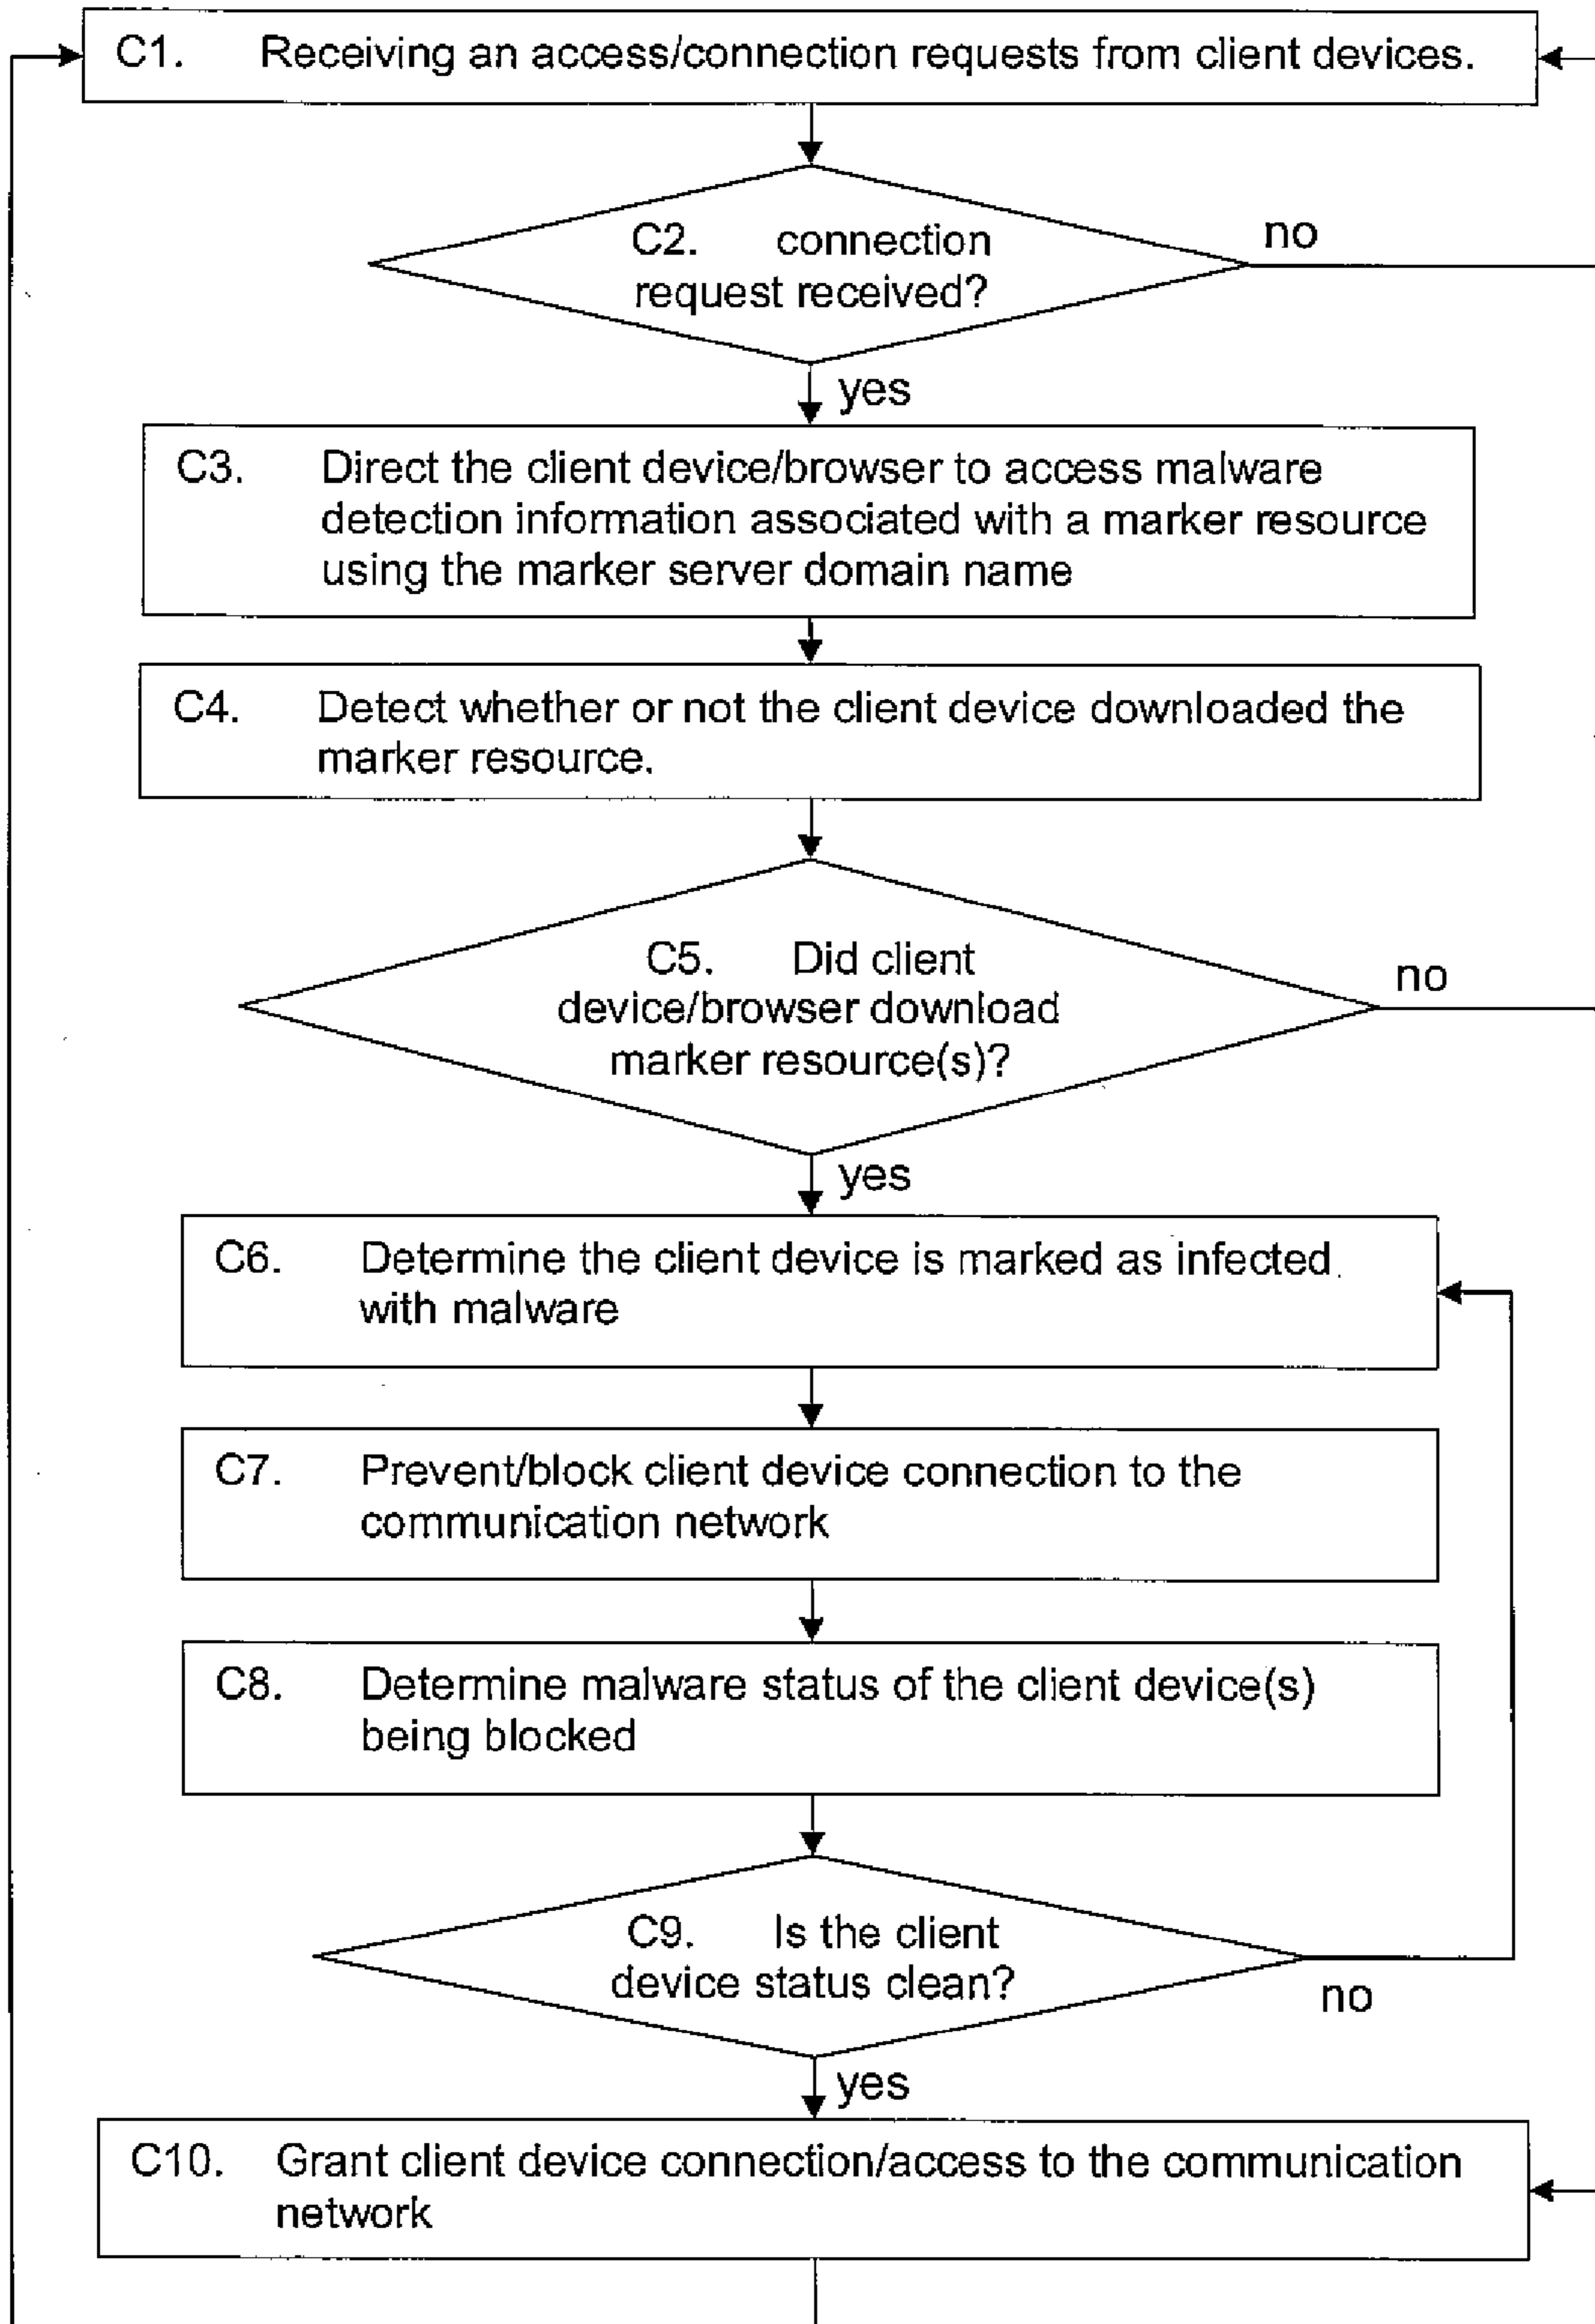 C1. Receiving an access/connection requests from client devices.
C2. connection
request received?
no
yes
C3. Direct the client device/browser to access malware
detection information associated with a marker resource
using the marker server domain name
C4. Detect whether or not the client device downloaded the
marker resource.
C5. Did client
device/browser download
marker resource(s)?
no
yes
C6. Determine the client device is marked as infected
with malware
C7. Prevent/block client device connection to the
communication network
C8. Determine malware status of the client device(s)
being blocked
C9. Is the client
device status clean?
no
yes
C10. Grant client device connection/access to the communication
network